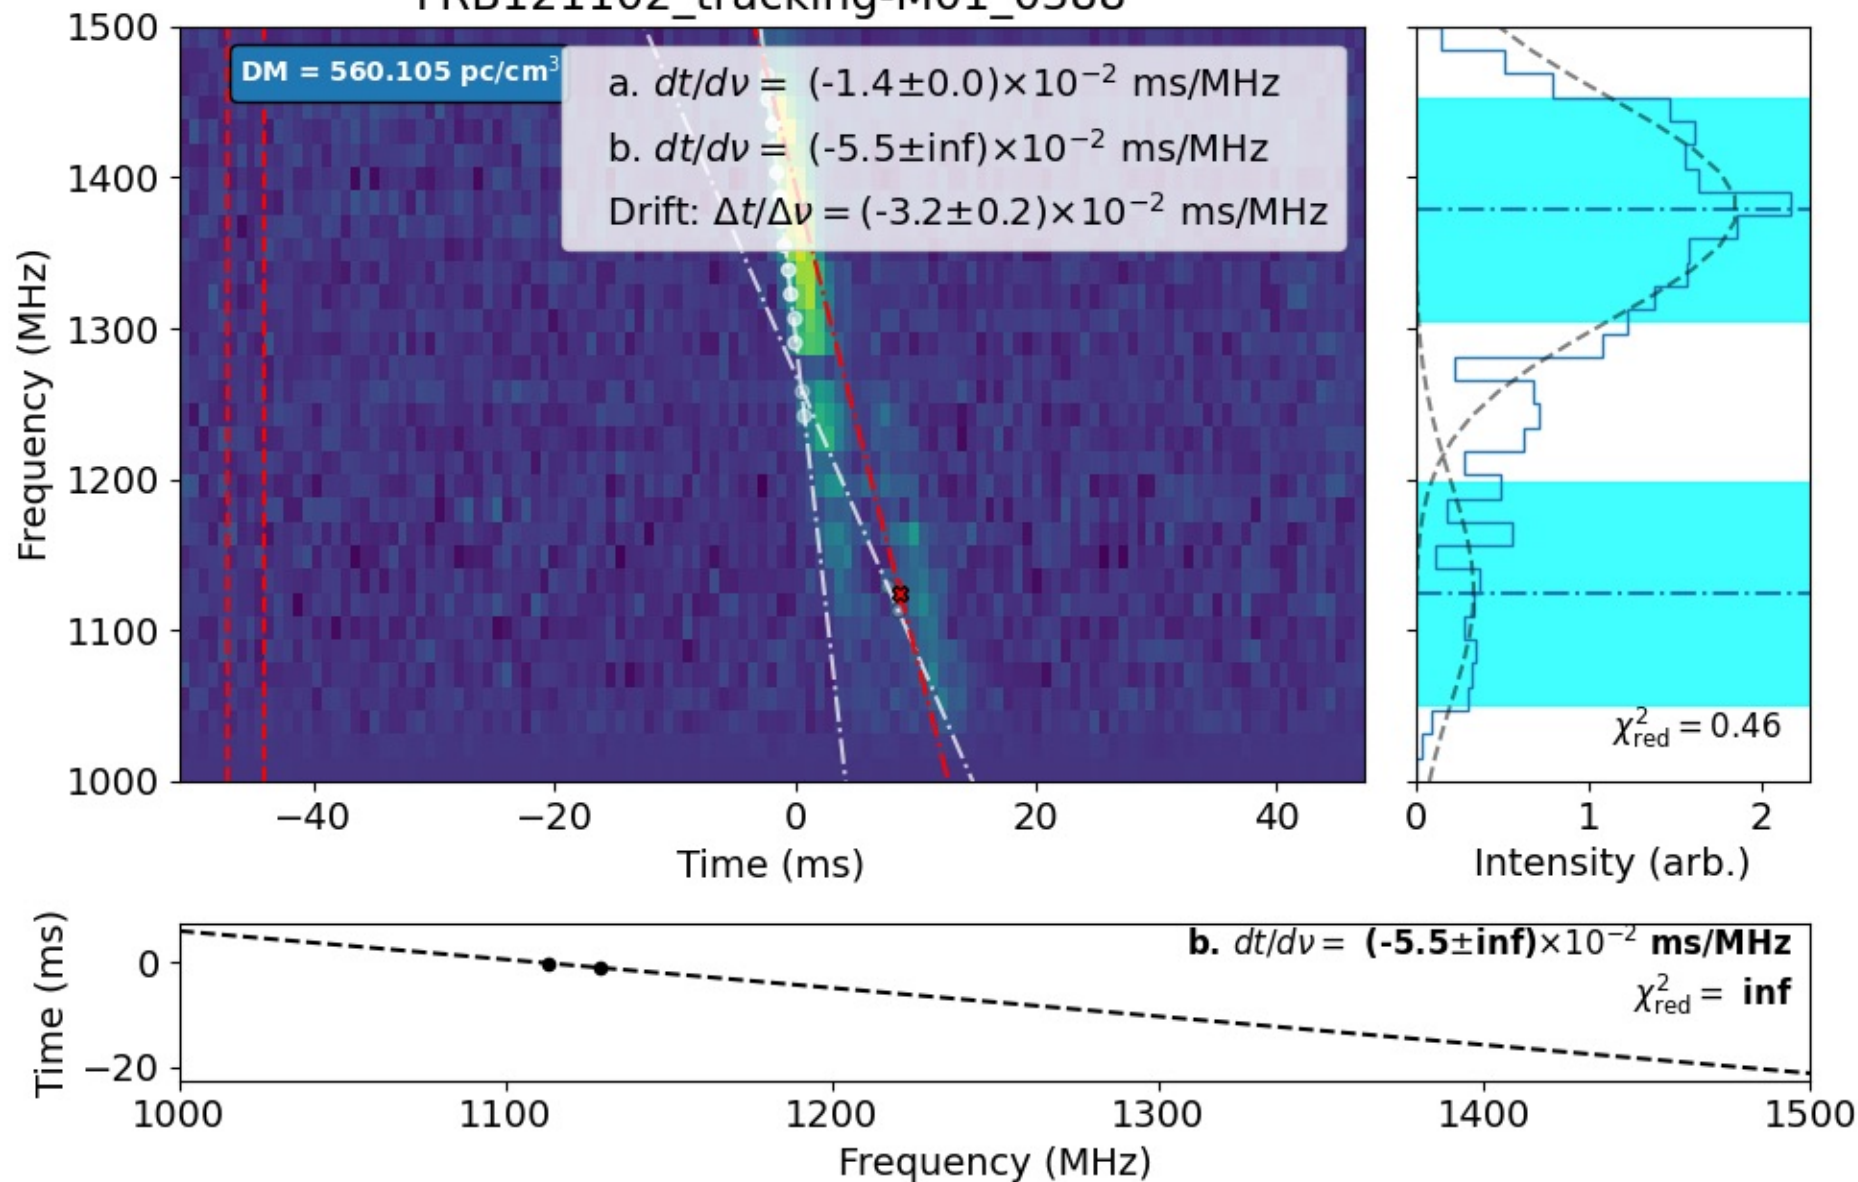 FRB121102_tracking-M01_0388
1500
1400
1300
1200
1100
1000
Frequency (MHz)
DM = 560.105 pc/cm³
a. dt/dν = (-1.4±0.0)×10⁻² ms/MHz
b. dt/dν = (-5.5±inf)×10⁻² ms/MHz
Drift: Δt/Δν = (-3.2±0.2)×10⁻² ms/MHz
−40 −20 0 20 40
Time (ms)
χ²red = 0.46
0 1 2
Intensity (arb.)
Time (ms)
0
−20
b. dt/dν = (-5.5±inf)×10⁻² ms/MHz
χ²red = inf
1000 1100 1200 1300 1400 1500
Frequency (MHz)